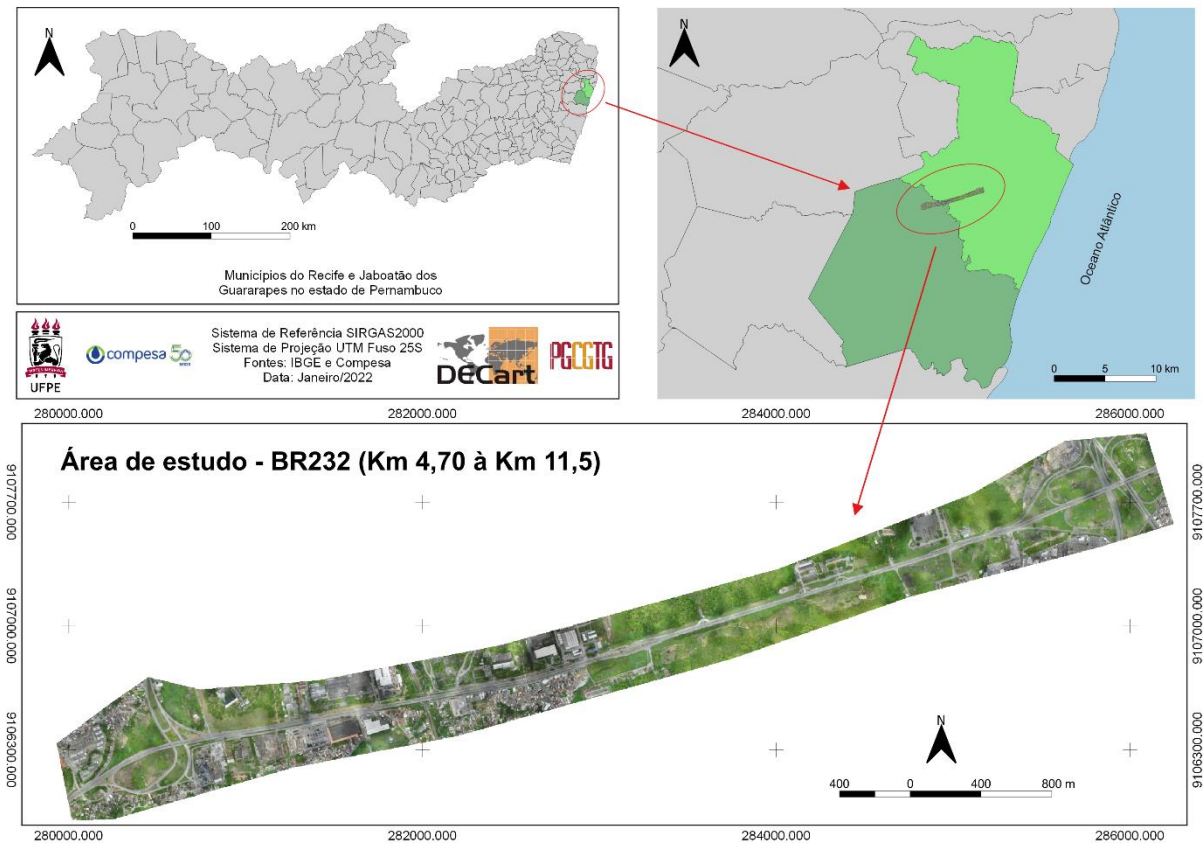 N
0 100 200 km
Municípios do Recife e Jaboatão dos
Guararapes no estado de Pernambuco
N
Oceano Atlântico
0 5 10 km
UFPE
compesa 50
Sistema de Referência SIRGAS2000
Sistema de Projeção UTM Fuso 25S
Fontes: IBGE e Compesa
Data: Janeiro/2022
DECart
PGCGTG
280000.000 282000.000 284000.000 286000.000
Área de estudo - BR232 (Km 4,70 à Km 11,5)
9107700.000 9107700.000
9107000.000 9107000.000
9106300.000 9106300.000
N
400 0 400 800 m
280000.000 282000.000 284000.000 286000.000